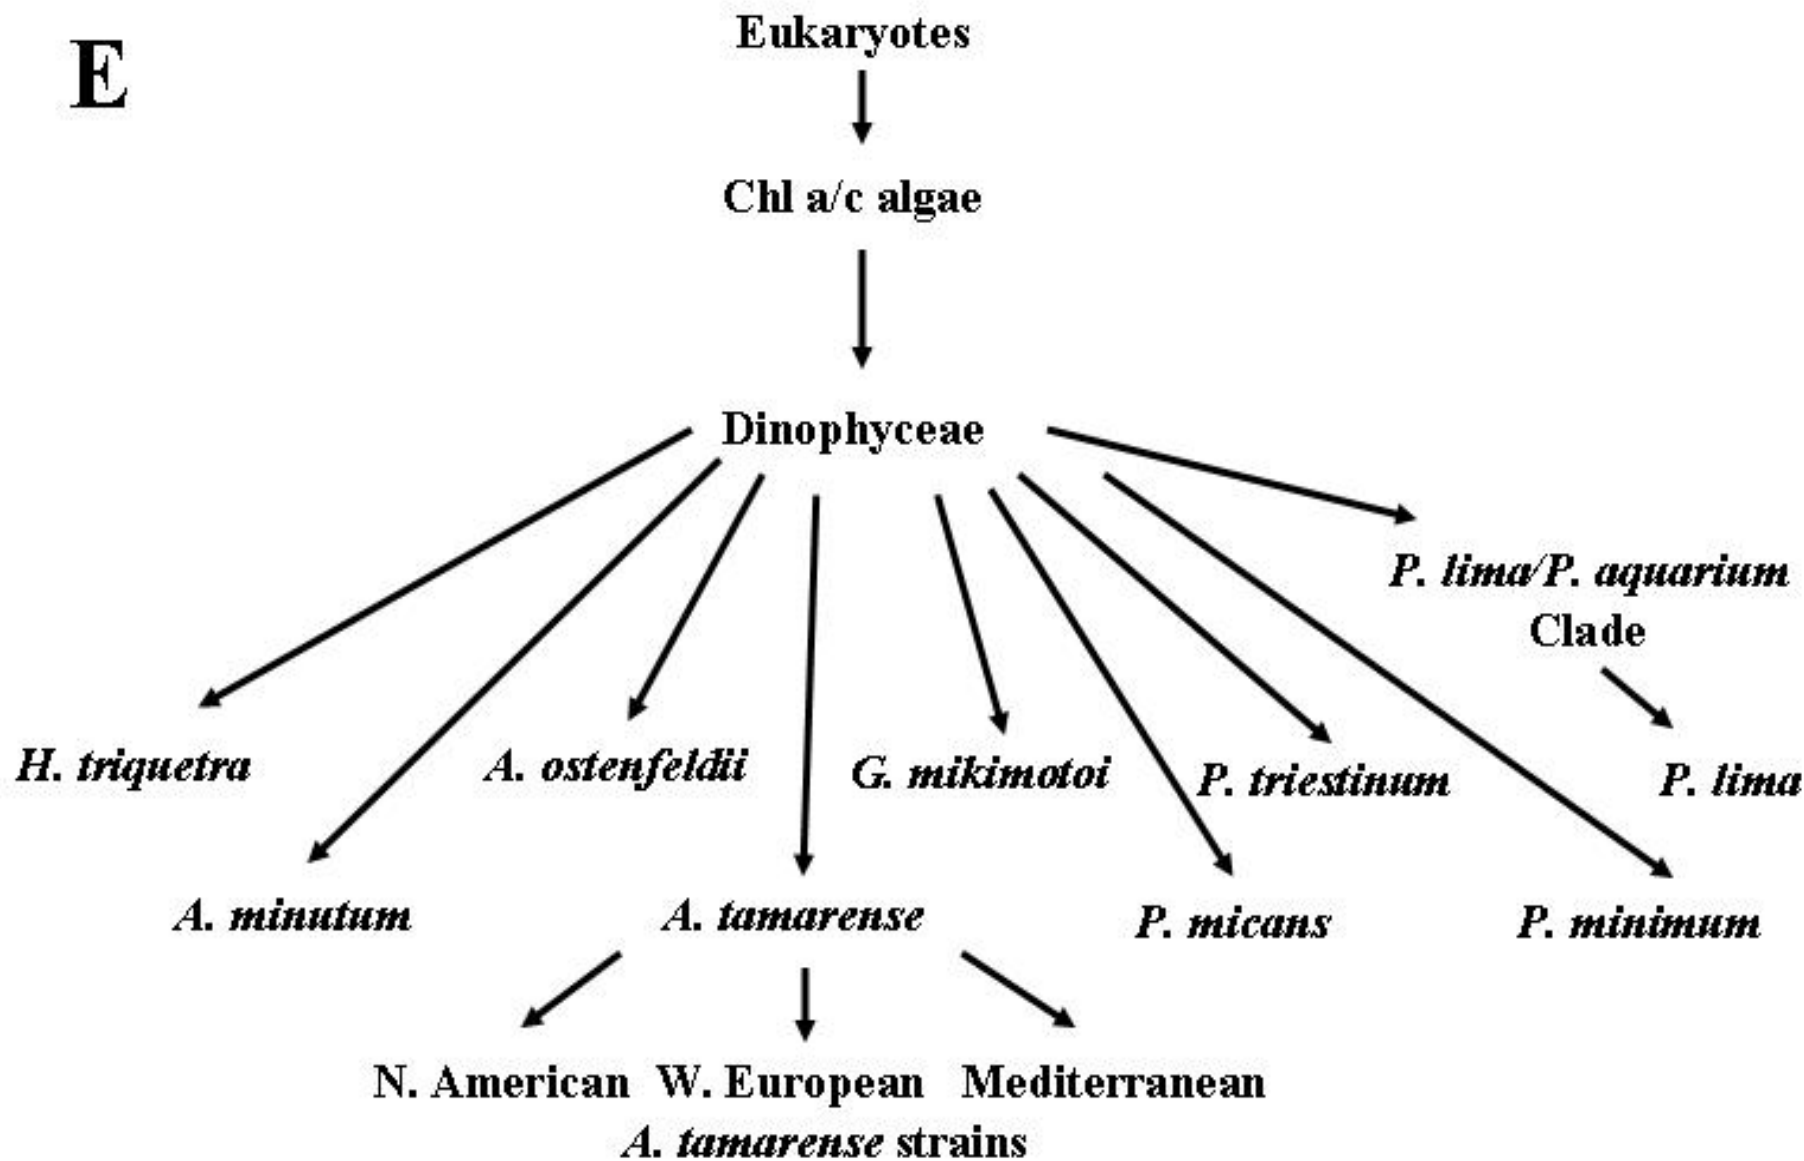 E
Eukaryotes
Chl a/c algae
Dinophyceae
P. lima/P. aquarium
Clade
H. triquetra
A. ostenfeldii
G. mikimotoi
P. triestinum
P. lima
A. minutum
A. tamarense
P. micans
P. minimum
N. American W. European Mediterranean
A. tamarense strains